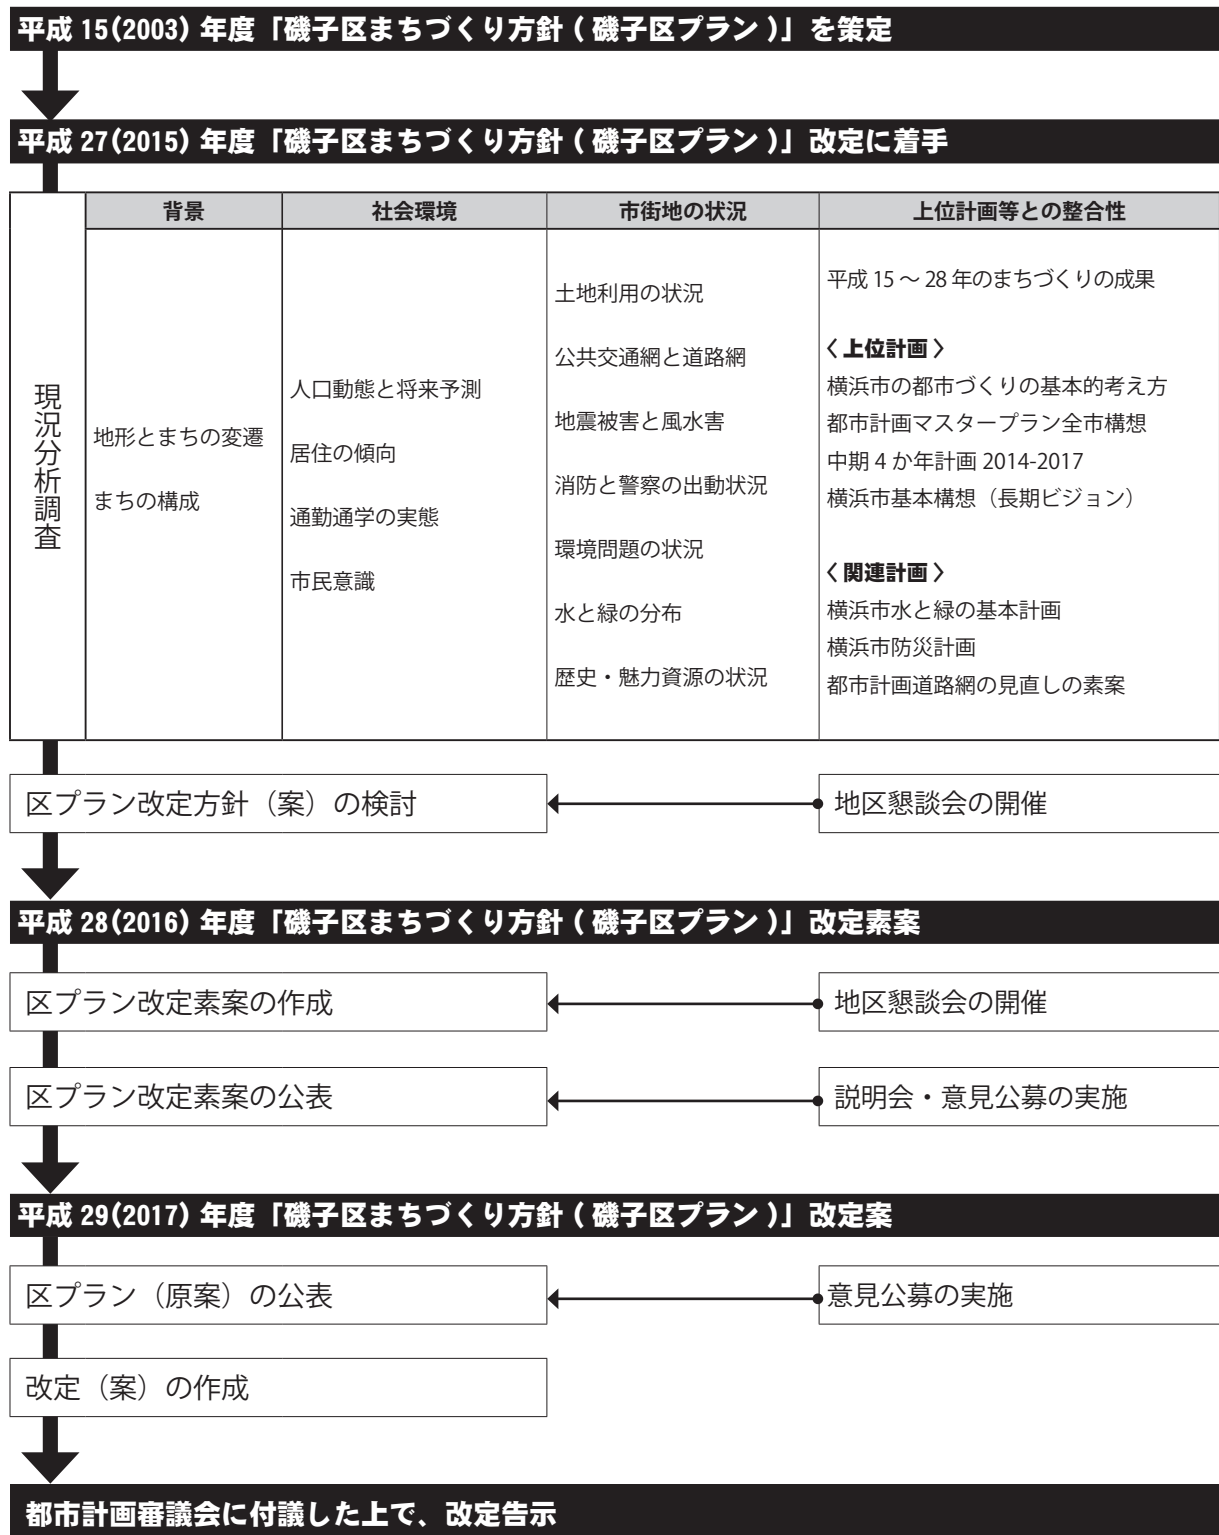 平成 15(2003) 年度「磯子区まちづくり方針 ( 磯子区プラン )」を策定
平成 27(2015) 年度「磯子区まちづくり方針 ( 磯子区プラン )」改定に着手
現況分析調査
背景
地形とまちの変遷
まちの構成
社会環境
人口動態と将来予測
居住の傾向
通勤通学の実態
市民意識
市街地の状況
土地利用の状況
公共交通網と道路網
地震被害と風水害
消防と警察の出動状況
環境問題の状況
水と緑の分布
歴史・魅力資源の状況
上位計画等との整合性
平成 15 〜 28 年のまちづくりの成果
〈 上位計画 〉
横浜市の都市づくりの基本的考え方
都市計画マスタープラン全市構想
中期 4 か年計画 2014-2017
横浜市基本構想（長期ビジョン）
〈 関連計画 〉
横浜市水と緑の基本計画
横浜市防災計画
都市計画道路網の見直しの素案
区プラン改定方針（案）の検討
地区懇談会の開催
平成 28(2016) 年度「磯子区まちづくり方針 ( 磯子区プラン )」改定素案
区プラン改定素案の作成
地区懇談会の開催
区プラン改定素案の公表
説明会・意見公募の実施
平成 29(2017) 年度「磯子区まちづくり方針 ( 磯子区プラン )」改定案
区プラン（原案）の公表
意見公募の実施
改定（案）の作成
都市計画審議会に付議した上で、改定告示